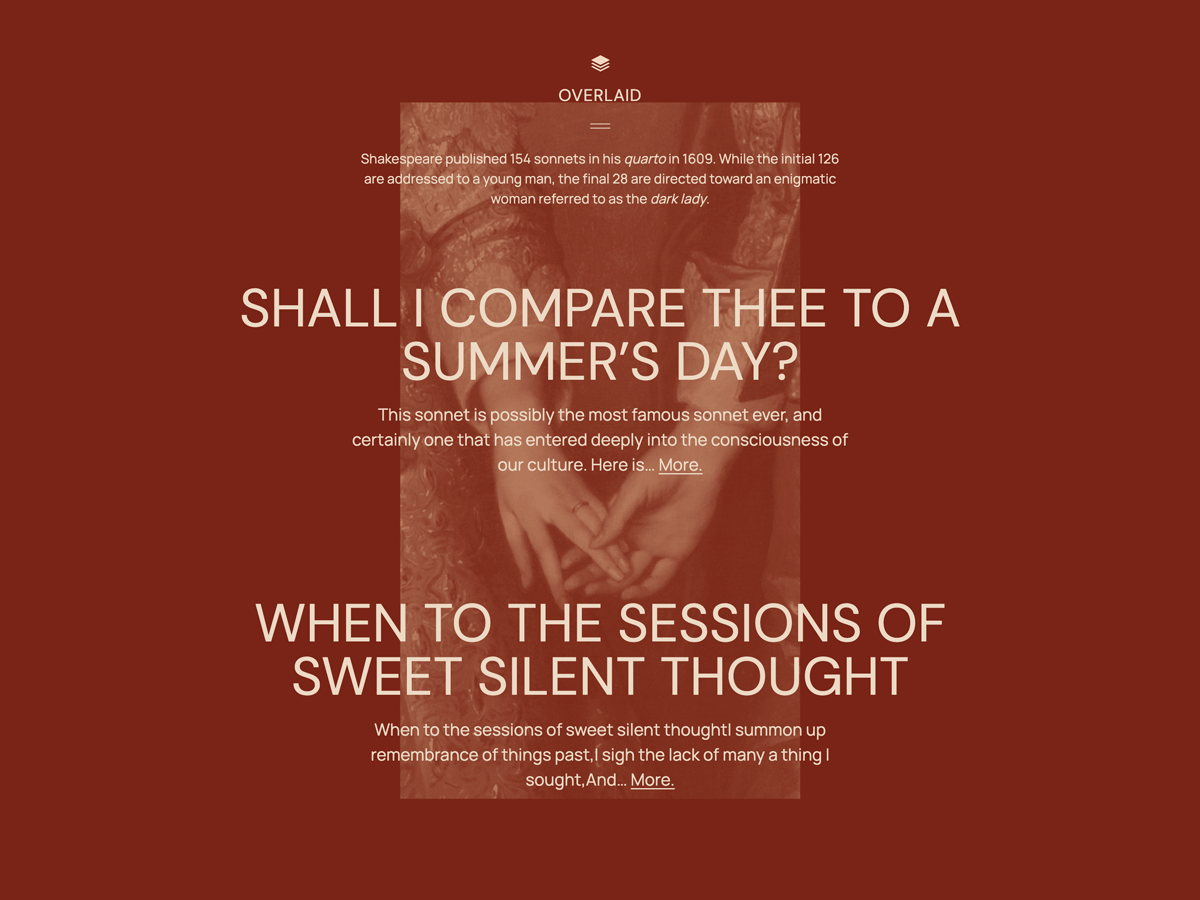 OVERLAID
Shakespeare published 154 sonnets in his quarto in 1609. While the initial 126
are addressed to a young man, the final 28 are directed toward an enigmatic
woman referred to as the dark lady.
SHALL I COMPARE THEE TO A
SUMMER’S DAY?
This sonnet is possibly the most famous sonnet ever, and
certainly one that has entered deeply into the consciousness of
our culture. Here is… More.
WHEN TO THE SESSIONS OF
SWEET SILENT THOUGHT
When to the sessions of sweet silent thoughtI summon up
remembrance of things past,I sigh the lack of many a thing I
sought,And… More.